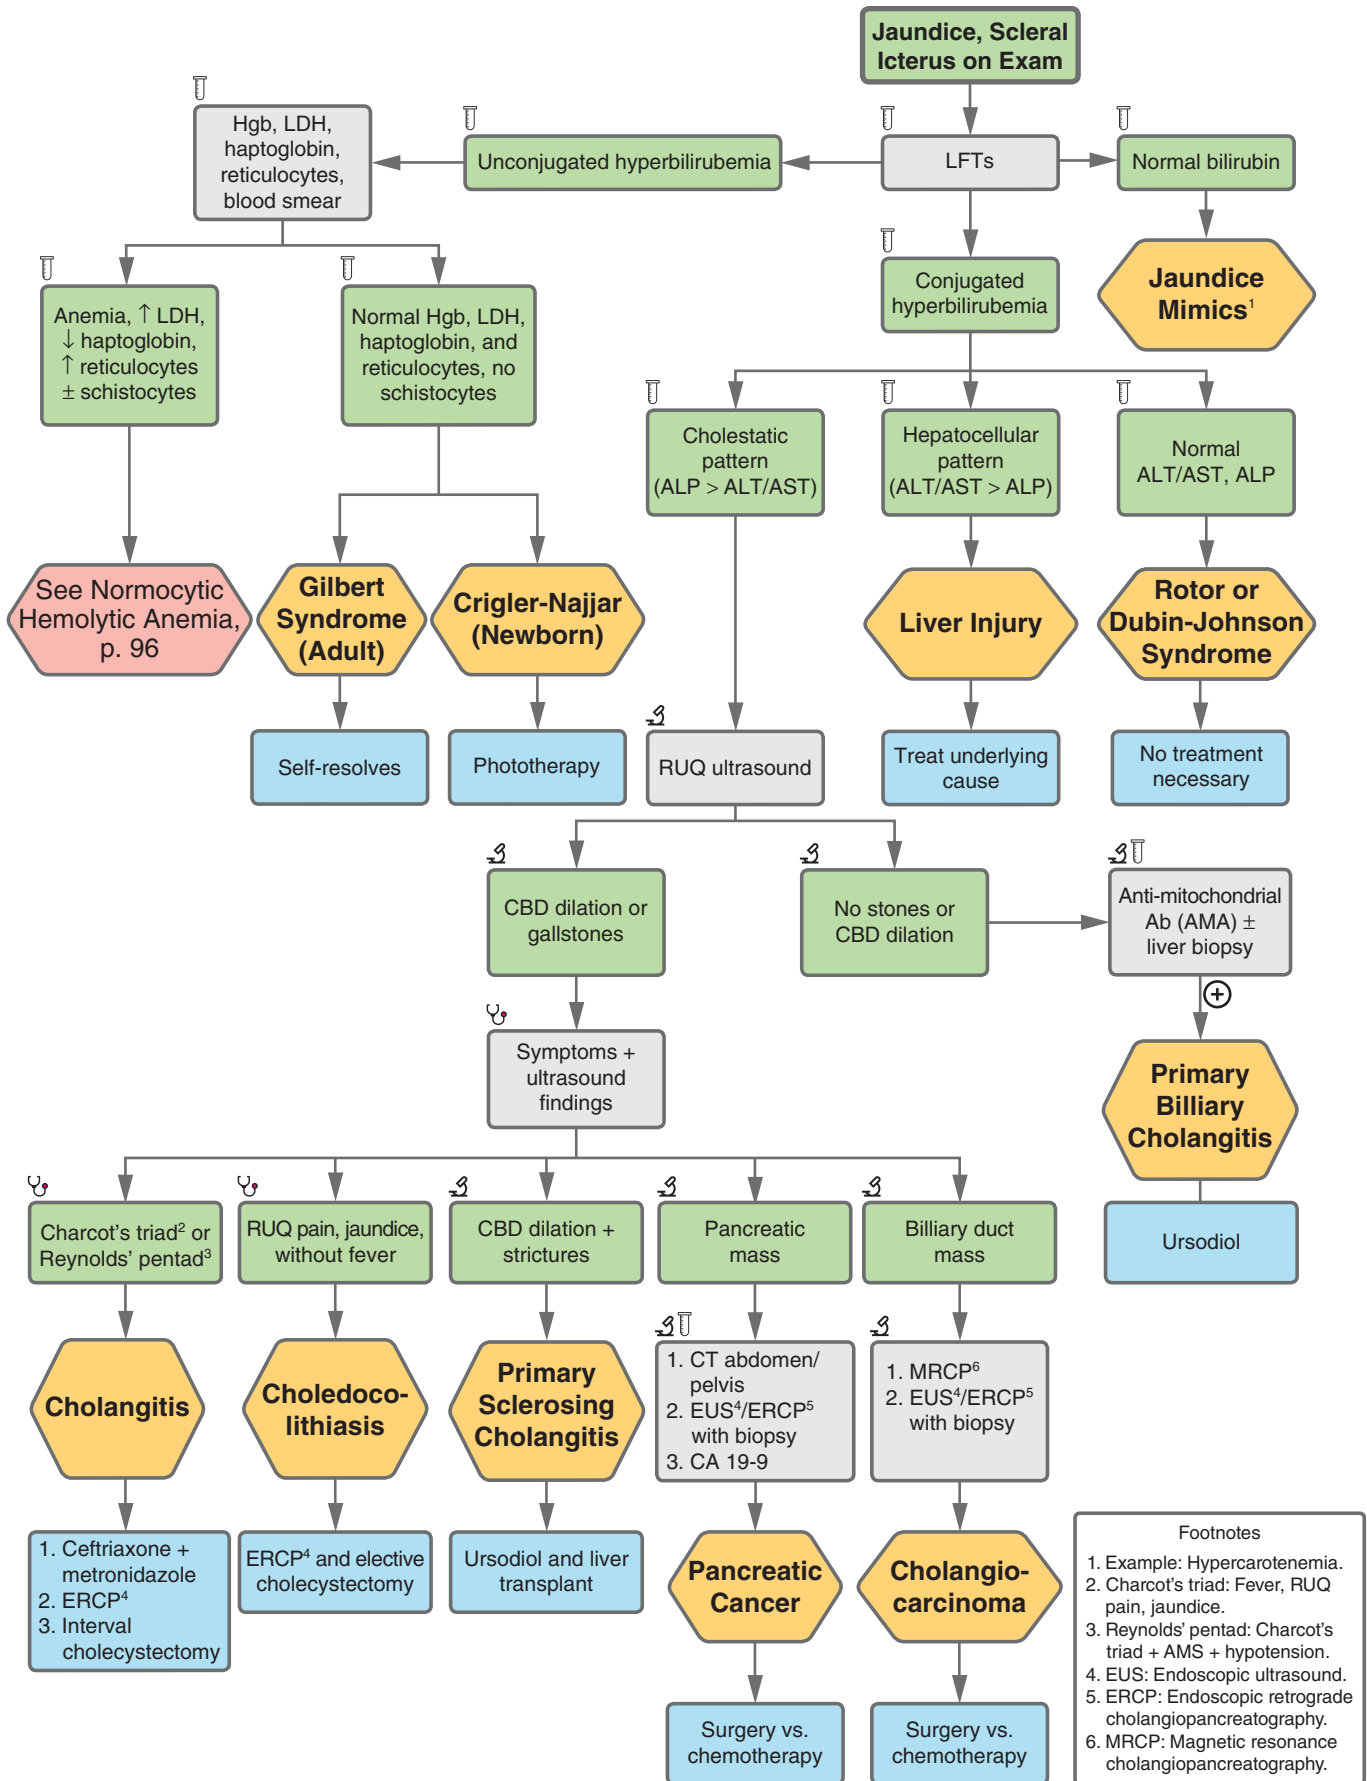 Jaundice, Scleral
Icterus on Exam
Hgb, LDH,
haptoglobin,
reticulocytes,
blood smear
Unconjugated hyperbilirubemia
LFTs
Normal bilirubin
Jaundice
Mimics¹
Conjugated
hyperbilirubemia
Anemia, ↑ LDH,
↓ haptoglobin,
↑ reticulocytes
± schistocytes
Normal Hgb, LDH,
haptoglobin, and
reticulocytes, no
schistocytes
Cholestatic
pattern
(ALP > ALT/AST)
Hepatocellular
pattern
(ALT/AST > ALP)
Normal
ALT/AST, ALP
See Normocytic
Hemolytic Anemia,
p. 96
Gilbert
Syndrome
(Adult)
Crigler-Najjar
(Newborn)
Liver Injury
Rotor or
Dubin-Johnson
Syndrome
Self-resolves
Phototherapy
RUQ ultrasound
Treat underlying
cause
No treatment
necessary
CBD dilation or
gallstones
No stones or
CBD dilation
Anti-mitochondrial
Ab (AMA) ±
liver biopsy
+
Symptoms +
ultrasound
findings
Primary
Billiary
Cholangitis
Ursodiol
Charcot's triad² or
Reynolds' pentad³
RUQ pain, jaundice,
without fever
CBD dilation +
strictures
Pancreatic
mass
Billiary duct
mass
Cholangitis
Choledoco-
lithiasis
Primary
Sclerosing
Cholangitis
1. CT abdomen/
pelvis
2. EUS⁴/ERCP⁵
with biopsy
3. CA 19-9
1. MRCP⁶
2. EUS⁴/ERCP⁵
with biopsy
1. Ceftriaxone +
metronidazole
2. ERCP⁴
3. Interval
cholecystectomy
ERCP⁴ and elective
cholecystectomy
Ursodiol and liver
transplant
Pancreatic
Cancer
Cholangio-
carcinoma
Surgery vs.
chemotherapy
Surgery vs.
chemotherapy
Footnotes
1. Example: Hypercarotenemia.
2. Charcot's triad: Fever, RUQ
pain, jaundice.
3. Reynolds' pentad: Charcot's
triad + AMS + hypotension.
4. EUS: Endoscopic ultrasound.
5. ERCP: Endoscopic retrograde
cholangiopancreatography.
6. MRCP: Magnetic resonance
cholangiopancreatography.